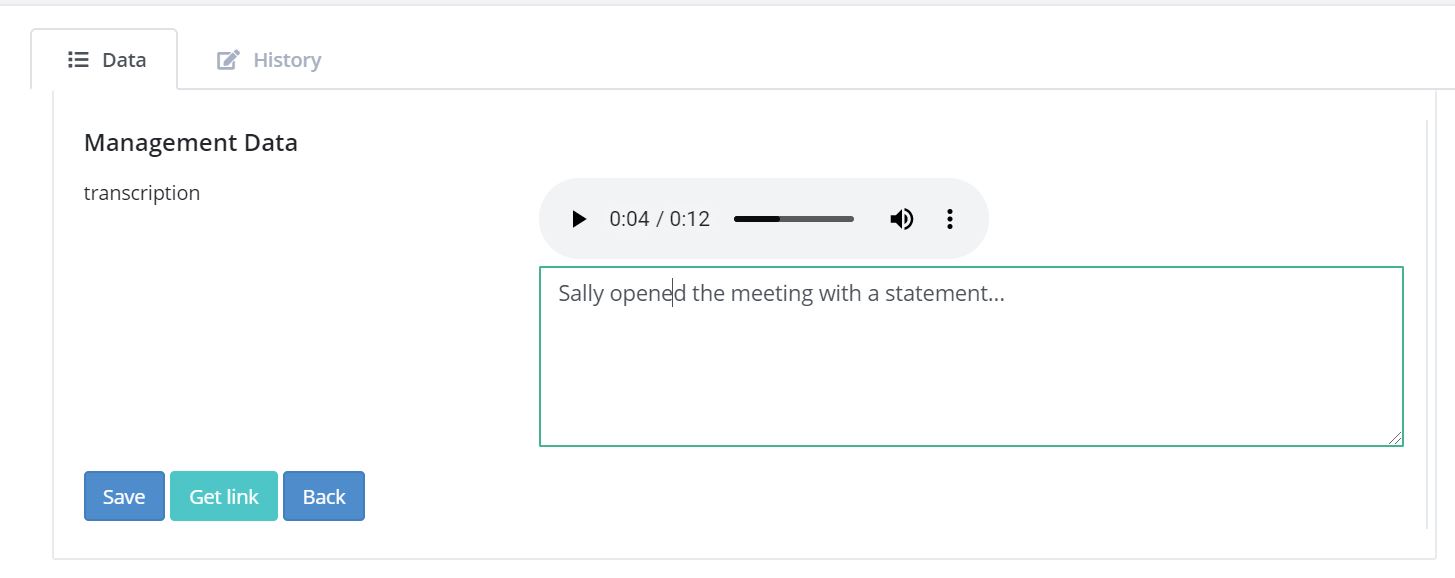 Data
History
Management Data
transcription
0:04 / 0:12
Sally opened the meeting with a statement...
Save
Get link
Back